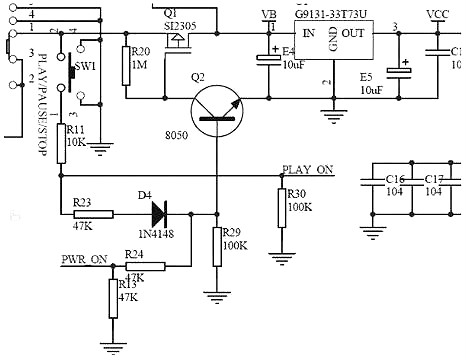 Q1
SI2305
VB
G9131-33T73U
VCC
4
1
2
4
1
3
IN
OUT
GND
2
3
2
PLAY/PAUSE/STOP
SW1
1
3
R20
1M
Q2
8050
E4
10uF
E5
10uF
R11
10K
PLAY_ON
R23
47K
D4
1N4148
R30
100K
R29
100K
C16
104
C17
104
PWR_ON
R24
47K
R13
47K